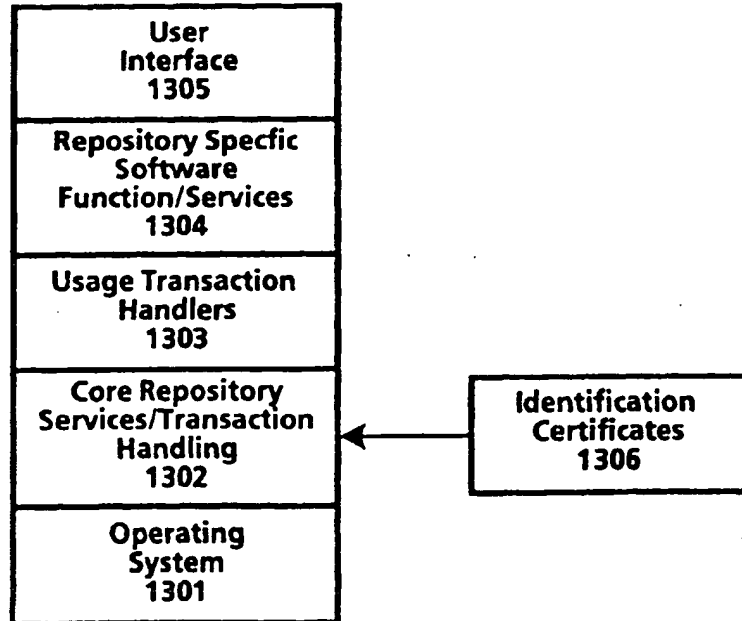 User
Interface
1305
Repository Specfic
Software
Function/Services
1304
Usage Transaction
Handlers
1303
Core Repository
Services/Transaction
Handling
1302
Identification
Certificates
1306
Operating
System
1301